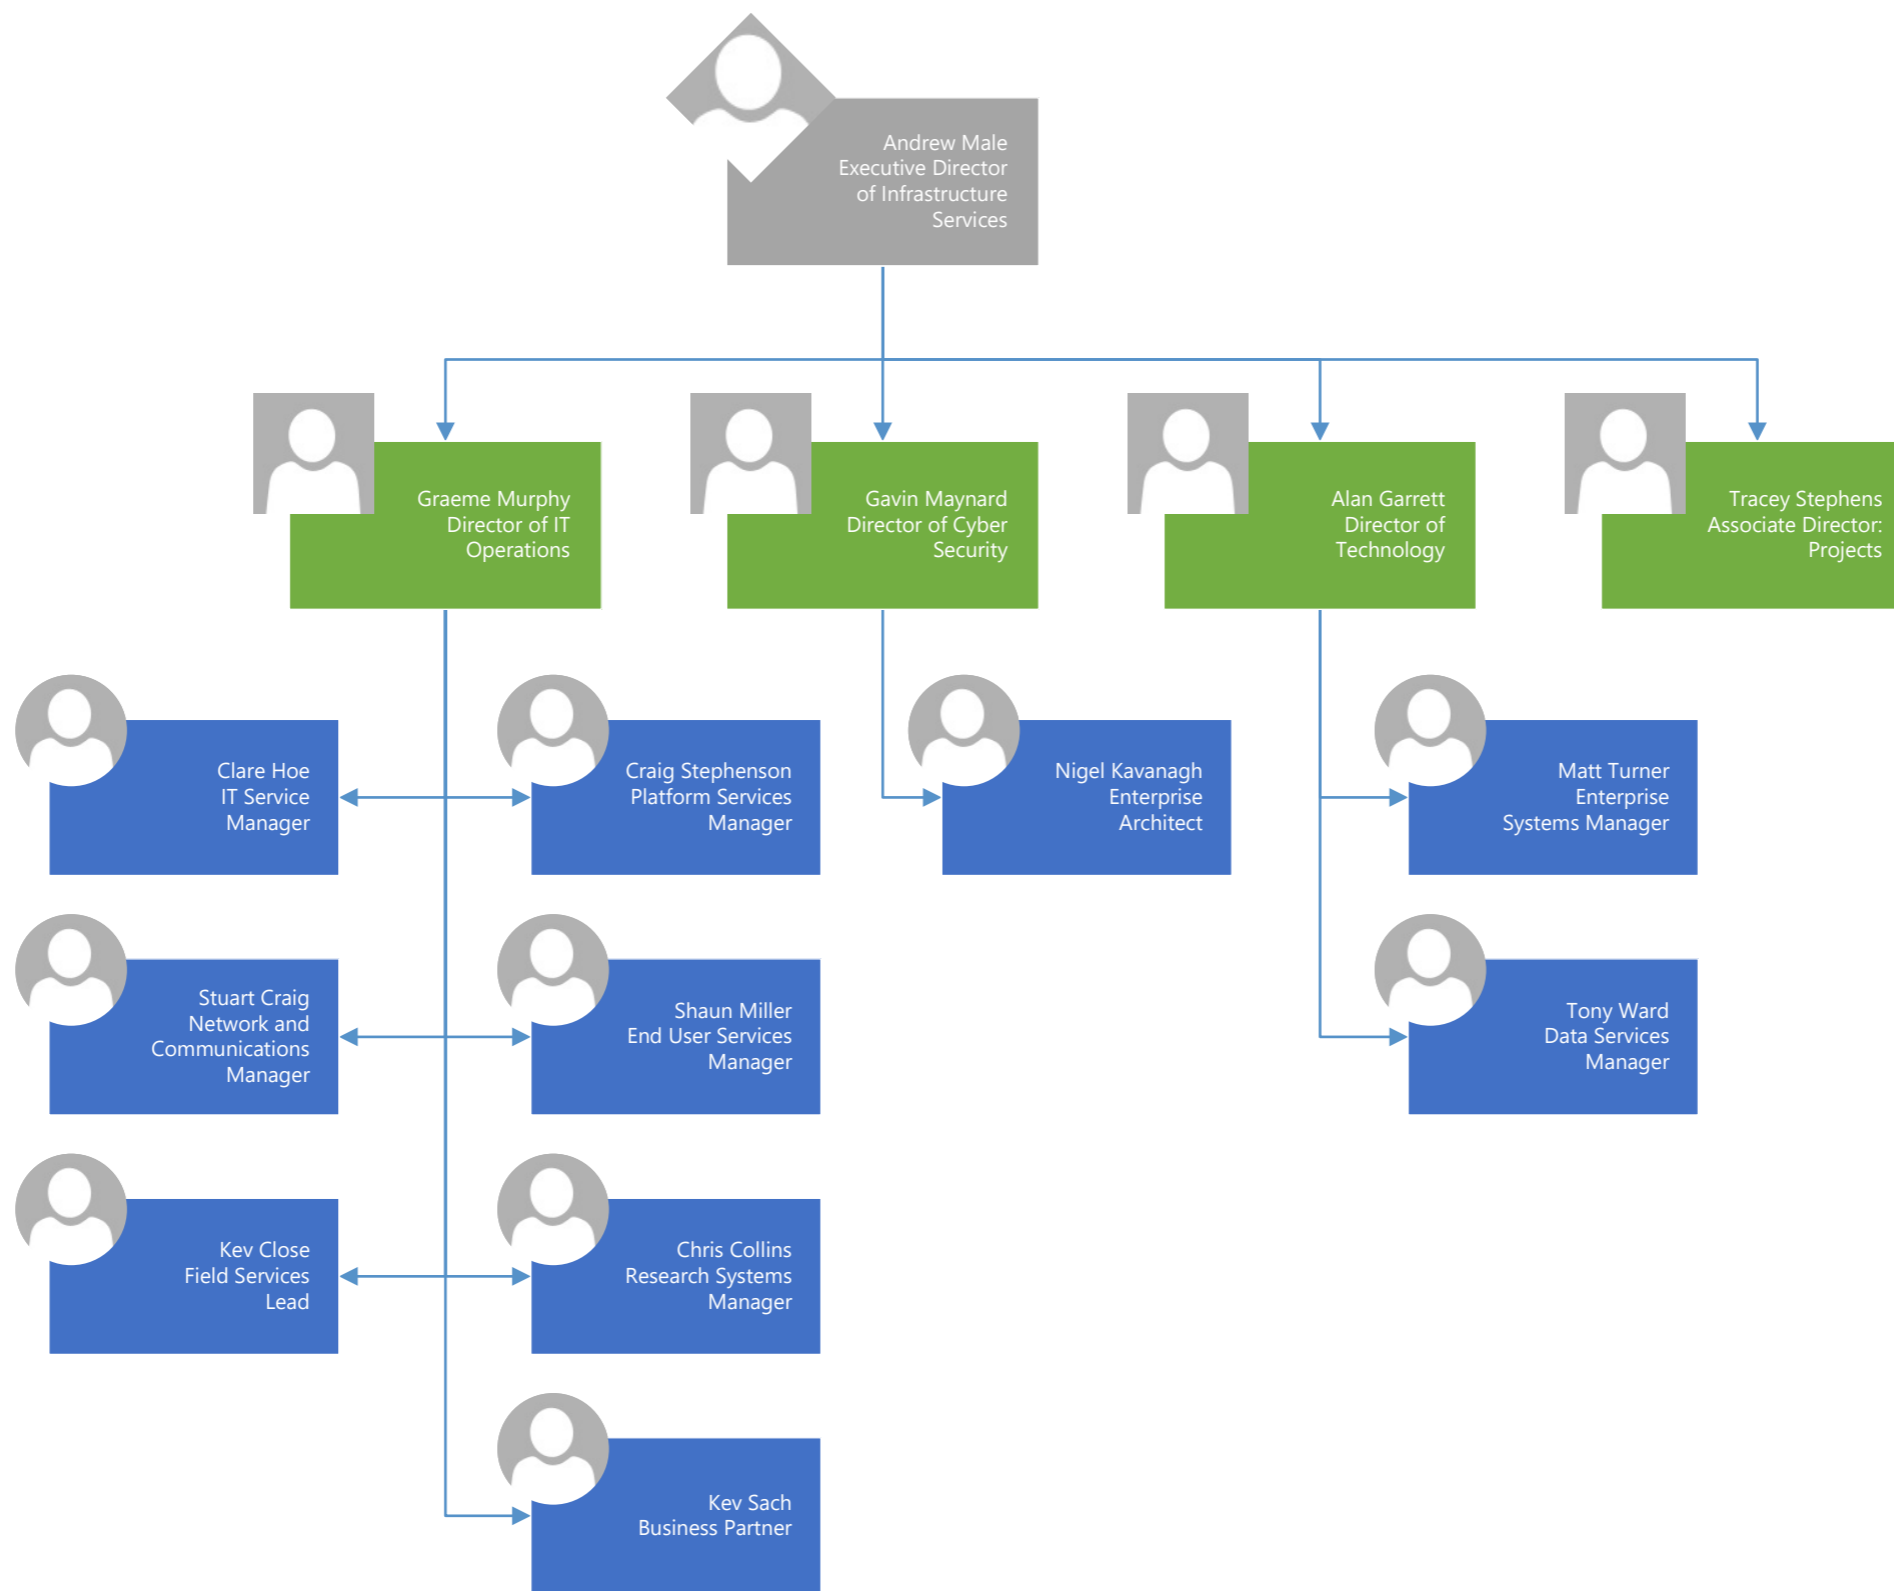 Andrew Male
Executive Director
of Infrastructure
Services
Graeme Murphy
Director of IT
Operations
Gavin Maynard
Director of Cyber
Security
Alan Garrett
Director of
Technology
Tracey Stephens
Associate Director:
Projects
Clare Hoe
IT Service
Manager
Craig Stephenson
Platform Services
Manager
Nigel Kavanagh
Enterprise
Architect
Matt Turner
Enterprise
Systems Manager
Stuart Craig
Network and
Communications
Manager
Shaun Miller
End User Services
Manager
Tony Ward
Data Services
Manager
Kev Close
Field Services
Lead
Chris Collins
Research Systems
Manager
Kev Sach
Business Partner